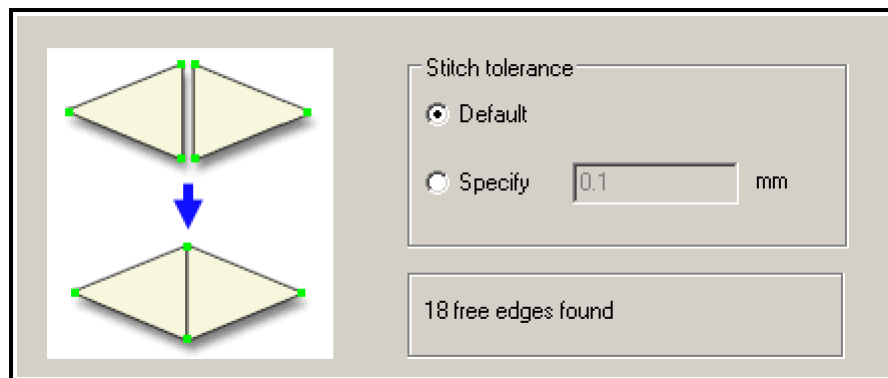 Stitch tolerance
Default
Specify 0.1 mm
18 free edges found